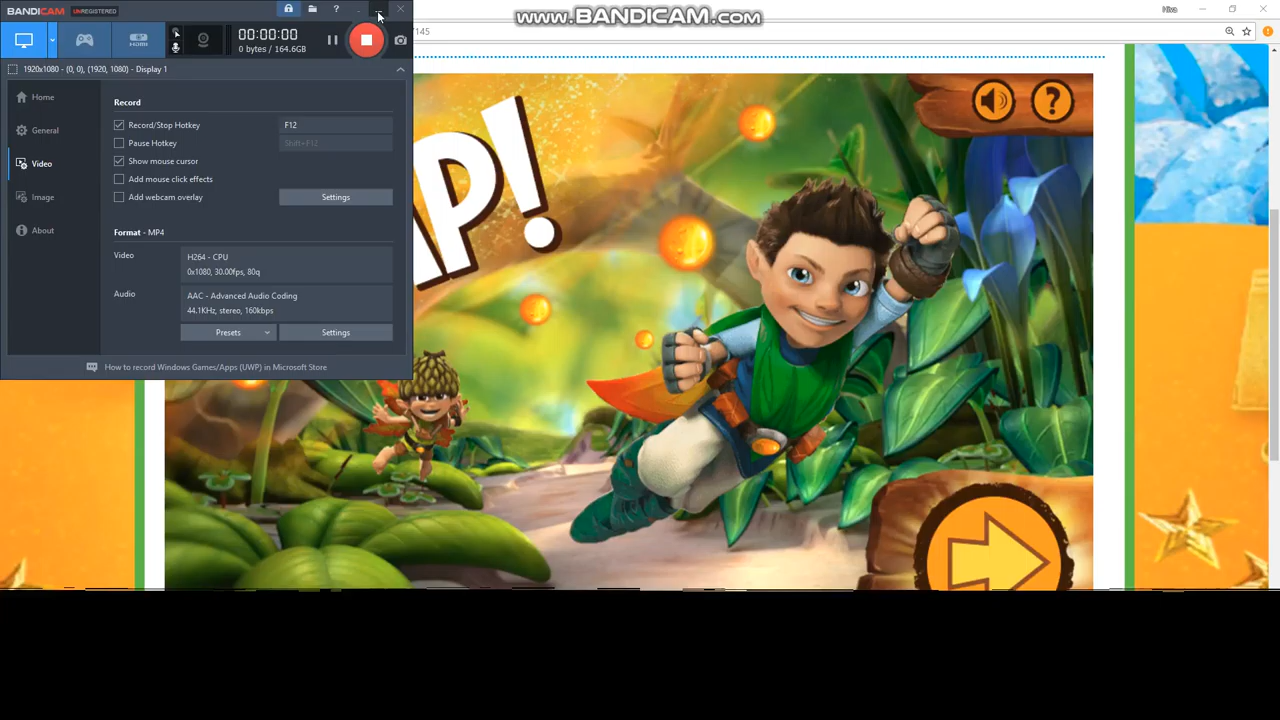 BANDICAM UNREGISTERED
www.BANDICAM.com
Hiva
?
HDMI
00:00:00
0 bytes / 164.6GB
/145
1920x1080 - (0, 0), (1920, 1080) - Display 1
Home
General
Video
Image
About
Record
Record/Stop Hotkey F12
Pause Hotkey Shift+F12
Show mouse cursor
Add mouse click effects
Add webcam overlay Settings
Format - MP4
Video
H264 - CPU
0x1080, 30.00fps, 80q
Audio
AAC - Advanced Audio Coding
44.1KHz, stereo, 160kbps
Presets Settings
How to record Windows Games/Apps (UWP) in Microsoft Store
AP!
?